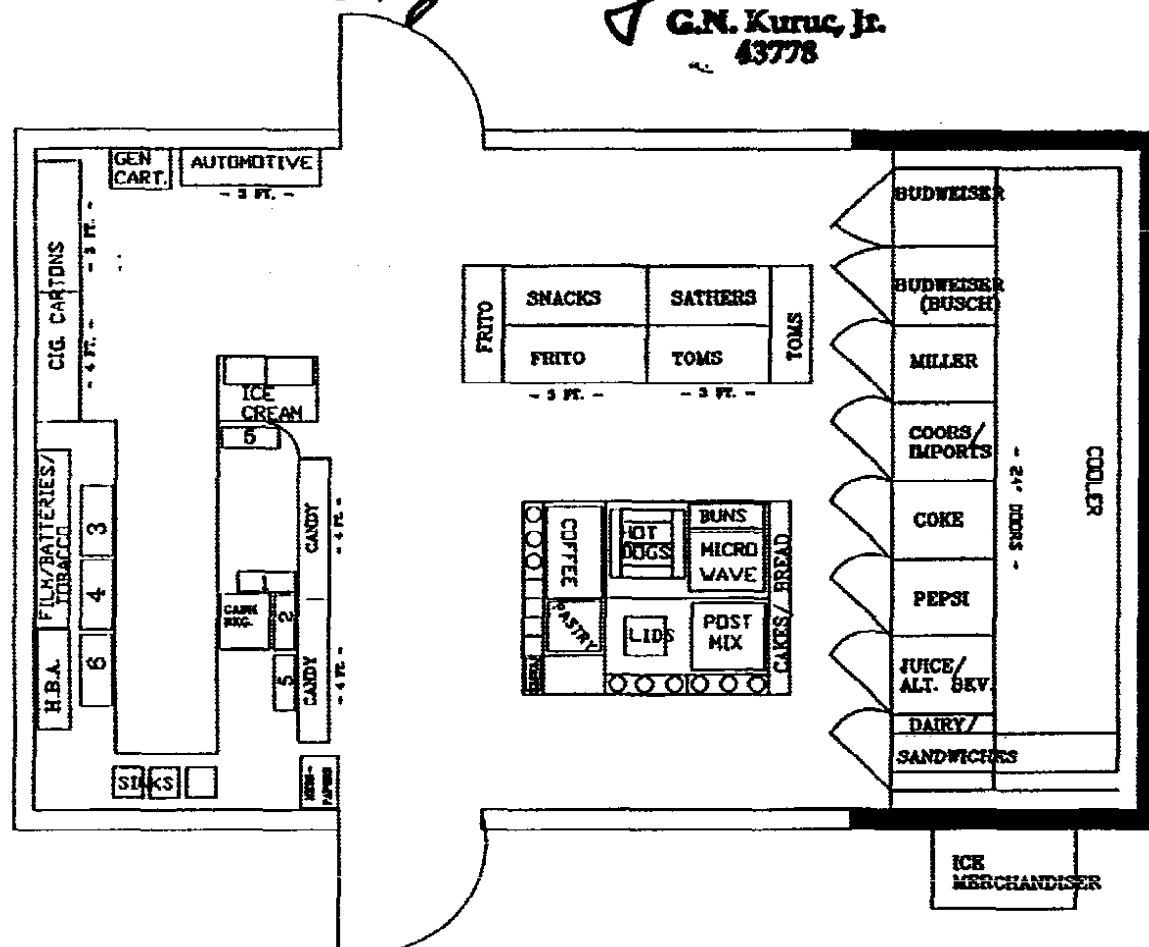 G.N. Kuruc, Jr.
43778
GEN
CART.
AUTOMOTIVE
- 3 FT. -
CIG. CARTONS
- 3 FT. -
- 4 FT. -
ICE
CREAM
5
FILM/BATTERIES/
TOBACCO
H.B.A.
3
4
6
2
5
CANDY
- 4 FT. -
CANDY
- 4 FT. -
SINKS
FRITO
SNACKS
SATHERS
FRITO
TOMS
TOMS
- 3 FT. -
- 3 FT. -
COFFEE
HOT
DOGS
BUNS
MICRO
WAVE
PASTRY
LIDS
POST
MIX
CAKES/ BREAD
BUDWEISER
BUDWEISER
(BUSCH)
MILLER
COORS/
IMPORTS
COKE
PEPSI
JUICE/
ALT. BEV.
DAIRY/
SANDWICHES
- 24' DOORS -
COOLER
ICE
MERCHANDISER